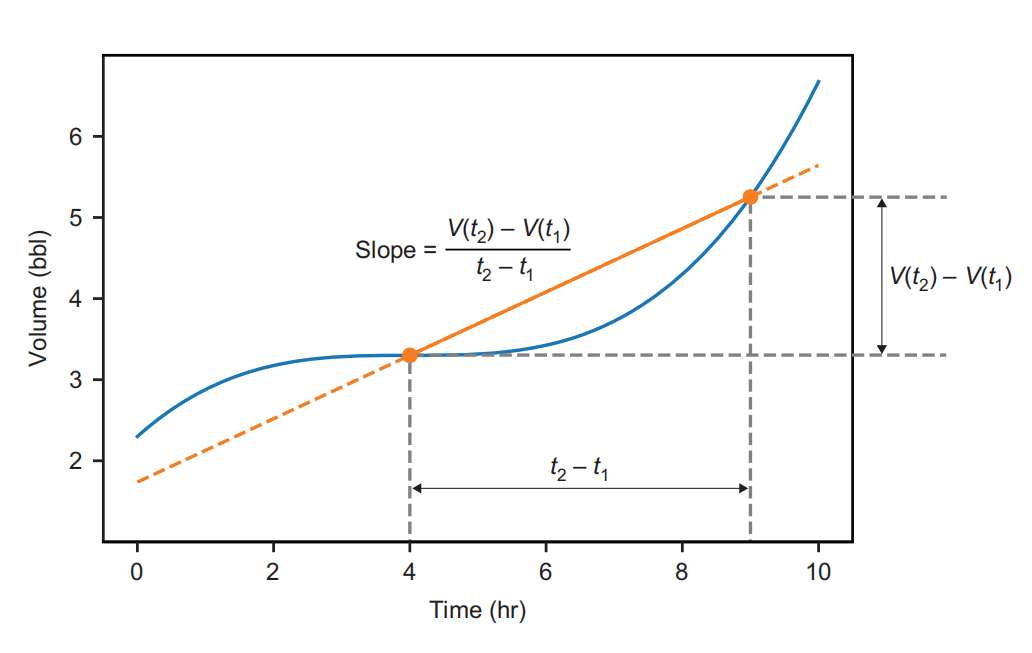 6
5
4
3
2
Volume (bbl)
Slope = V(t₂) – V(t₁)
t₂ – t₁
V(t₂) – V(t₁)
t₂ – t₁
0 2 4 6 8 10
Time (hr)